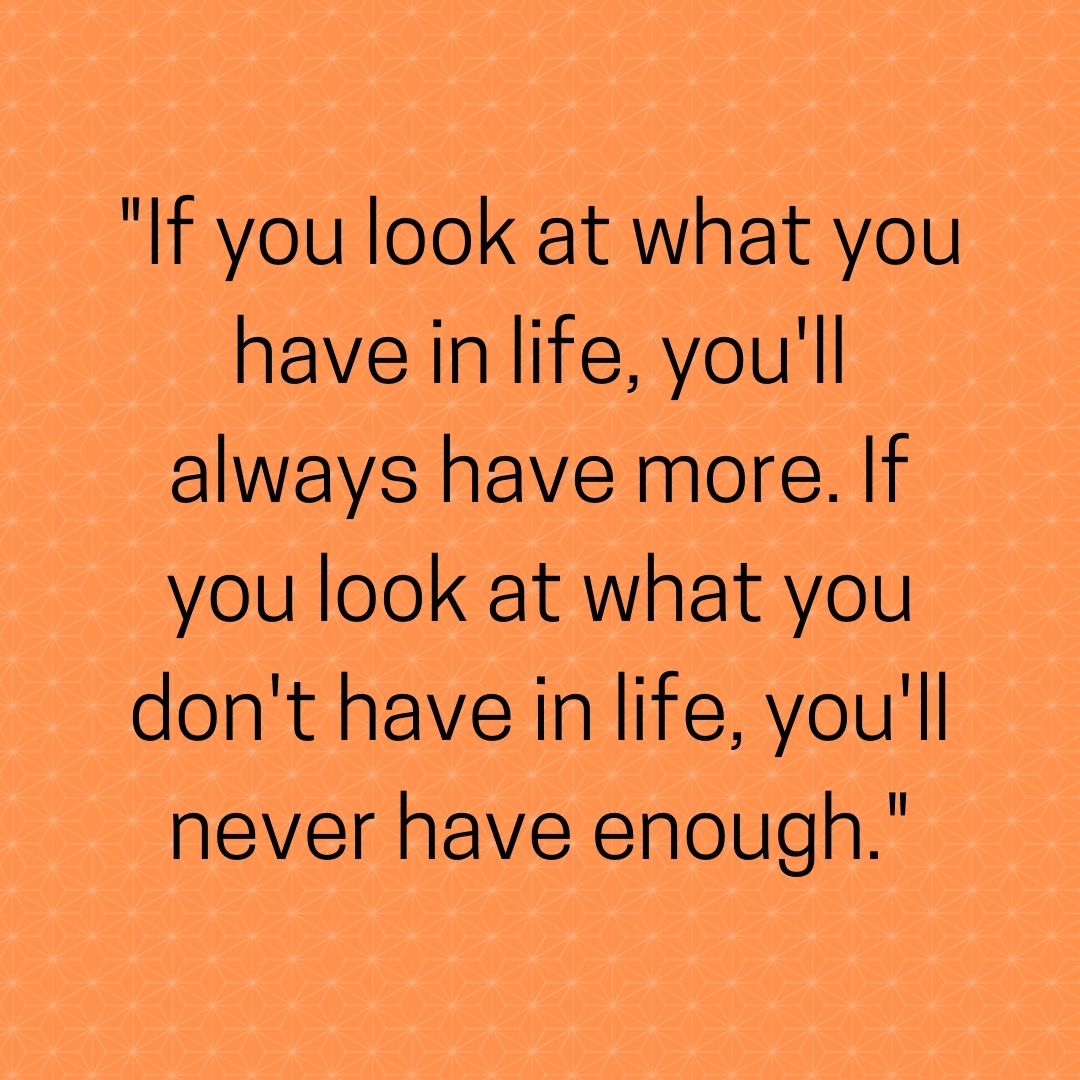 "If you look at what you
have in life, you'll
always have more. If
you look at what you
don't have in life, you'll
never have enough."